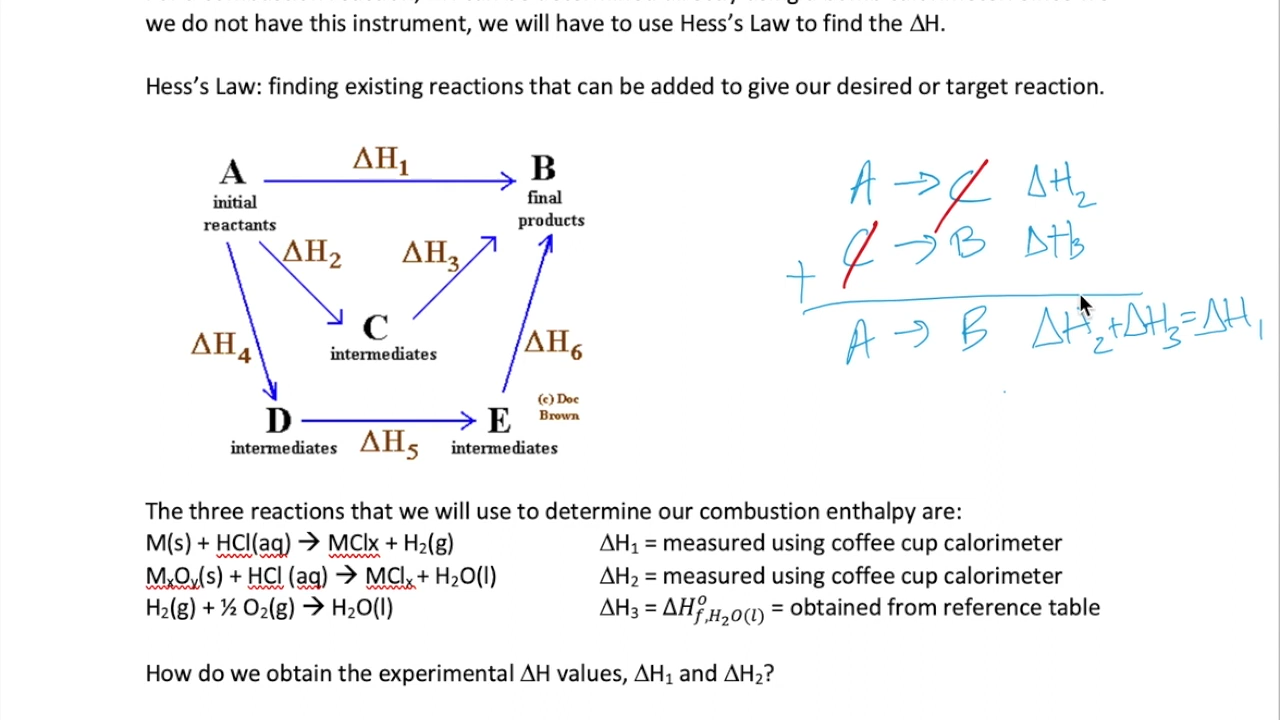 we do not have this instrument, we will have to use Hess's Law to find the ΔH.
Hess's Law: finding existing reactions that can be added to give our desired or target reaction.
A ΔH₁ B
initial reactants
final products
ΔH₂ ΔH₃
C
intermediates
ΔH₄ ΔH₆
(c) Doc Brown
D E
intermediates ΔH₅ intermediates
A → C ΔH₂
C → B ΔH₃
+
A → B ΔH₂+ΔH₃=ΔH₁
The three reactions that we will use to determine our combustion enthalpy are:
M(s) + HCl(aq) → MClx + H₂(g) ΔH₁ = measured using coffee cup calorimeter
MₓOᵧ(s) + HCl (aq) → MClₓ + H₂O(l) ΔH₂ = measured using coffee cup calorimeter
H₂(g) + ½ O₂(g) → H₂O(l) ΔH₃ = ΔH°f,H₂O(l) = obtained from reference table
How do we obtain the experimental ΔH values, ΔH₁ and ΔH₂?